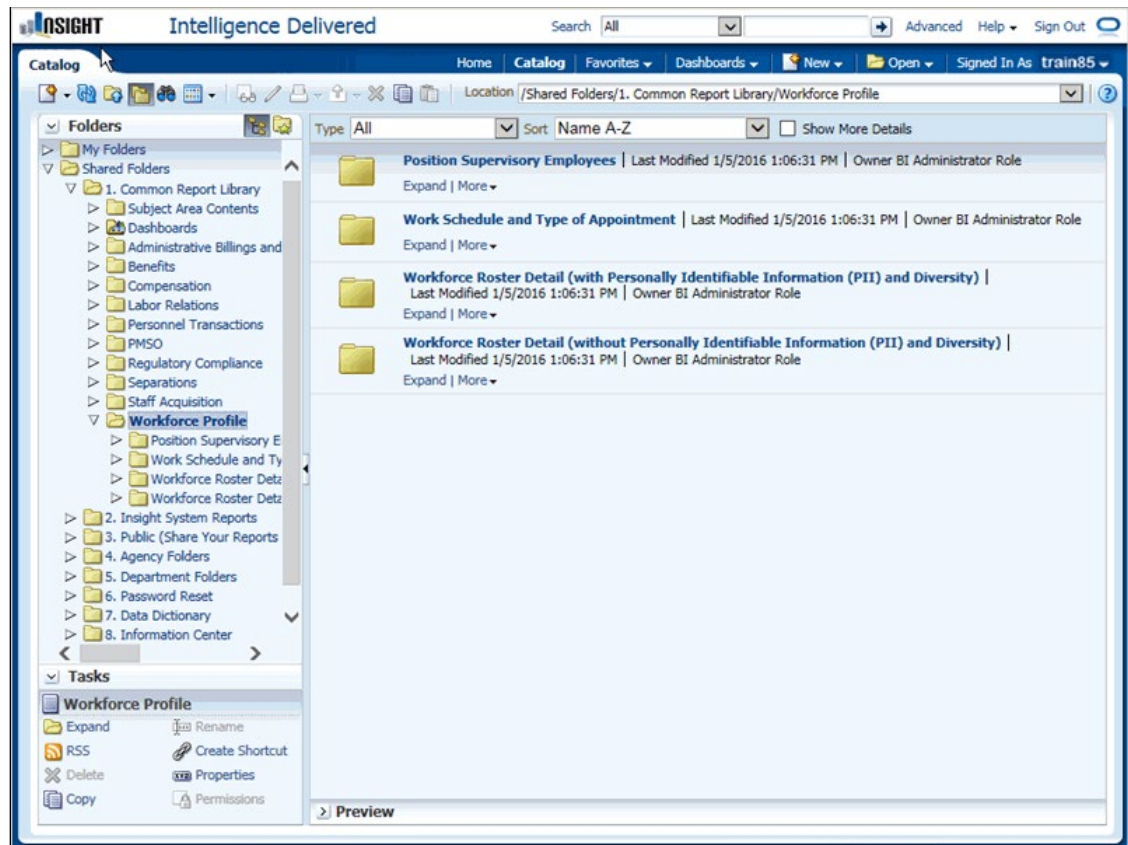 INSIGHT Intelligence Delivered Search All Advanced Help Sign Out
Catalog Home Catalog Favorites Dashboards New Open Signed In As train85
Location /Shared Folders/1. Common Report Library/Workforce Profile
Folders
My Folders
Shared Folders
1. Common Report Library
Subject Area Contents
Dashboards
Administrative Billings and
Benefits
Compensation
Labor Relations
Personnel Transactions
PMSO
Regulatory Compliance
Separations
Staff Acquisition
Workforce Profile
Position Supervisory E
Work Schedule and Ty
Workforce Roster Deta
Workforce Roster Deta
2. Insight System Reports
3. Public (Share Your Reports
4. Agency Folders
5. Department Folders
6. Password Reset
7. Data Dictionary
8. Information Center
Tasks
Workforce Profile
Expand Rename
RSS Create Shortcut
Delete Properties
Copy Permissions
Type All Sort Name A-Z Show More Details
Position Supervisory Employees | Last Modified 1/5/2016 1:06:31 PM | Owner BI Administrator Role
Expand | More
Work Schedule and Type of Appointment | Last Modified 1/5/2016 1:06:31 PM | Owner BI Administrator Role
Expand | More
Workforce Roster Detail (with Personally Identifiable Information (PII) and Diversity) |
Last Modified 1/5/2016 1:06:31 PM | Owner BI Administrator Role
Expand | More
Workforce Roster Detail (without Personally Identifiable Information (PII) and Diversity) |
Last Modified 1/5/2016 1:06:31 PM | Owner BI Administrator Role
Expand | More
Preview